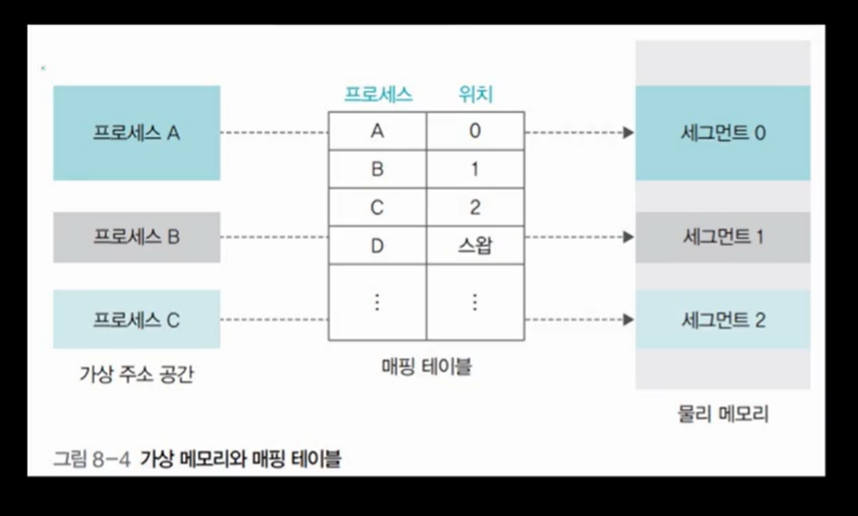 프로세스 위치
프로세스 A
A 0
세그먼트 0
B 1
C 2
프로세스 B
D 스왑
세그먼트 1
⋮ ⋮
프로세스 C
세그먼트 2
가상 주소 공간
매핑 테이블
물리 메모리
그림 8-4 가상 메모리와 매핑 테이블